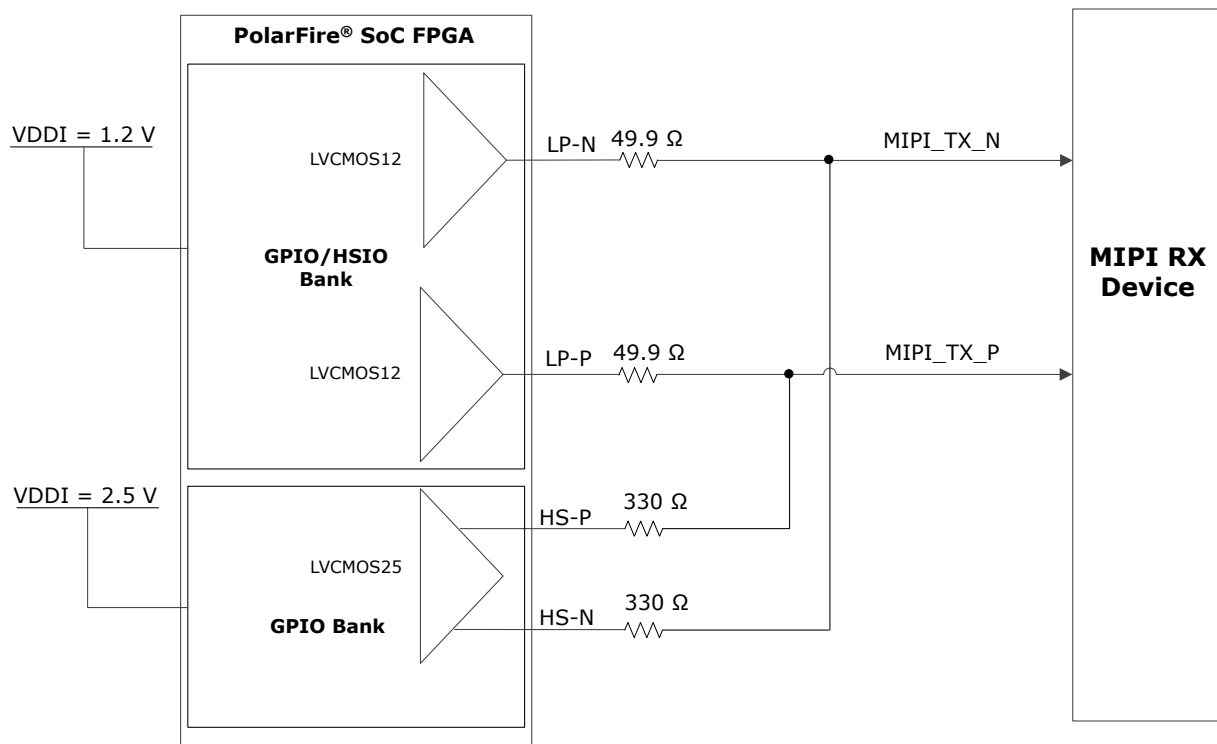 PolarFire® SoC FPGA
VDDI = 1.2 V
LVCMOS12
LP-N
49.9 Ω
MIPI_TX_N
GPIO/HSIO
Bank
MIPI RX
Device
LVCMOS12
LP-P
49.9 Ω
MIPI_TX_P
VDDI = 2.5 V
HS-P
330 Ω
LVCMOS25
GPIO Bank
HS-N
330 Ω